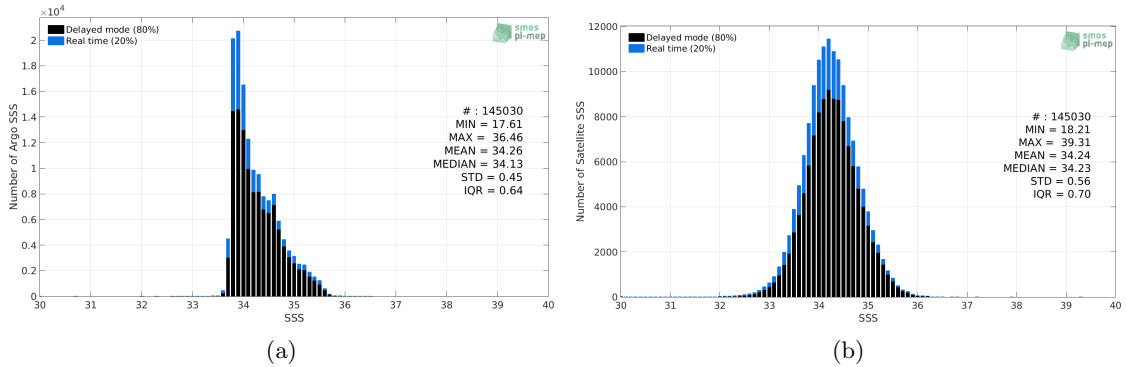 ×10⁴
Delayed mode (80%)
Real time (20%)
smos
pi-mep
# : 145030
MIN = 17.61
MAX = 36.46
MEAN = 34.26
MEDIAN = 34.13
STD = 0.45
IQR = 0.64
Number of Argo SSS
2
1.8
1.6
1.4
1.2
1
0.8
0.6
0.4
0.2
0
30 31 32 33 34 35 36 37 38 39 40
SSS
(a)
12000
Delayed mode (80%)
Real time (20%)
smos
pi-mep
# : 145030
MIN = 18.21
MAX = 39.31
MEAN = 34.24
MEDIAN = 34.23
STD = 0.56
IQR = 0.70
Number of Satellite SSS
10000
8000
6000
4000
2000
0
30 31 32 33 34 35 36 37 38 39 40
SSS
(b)